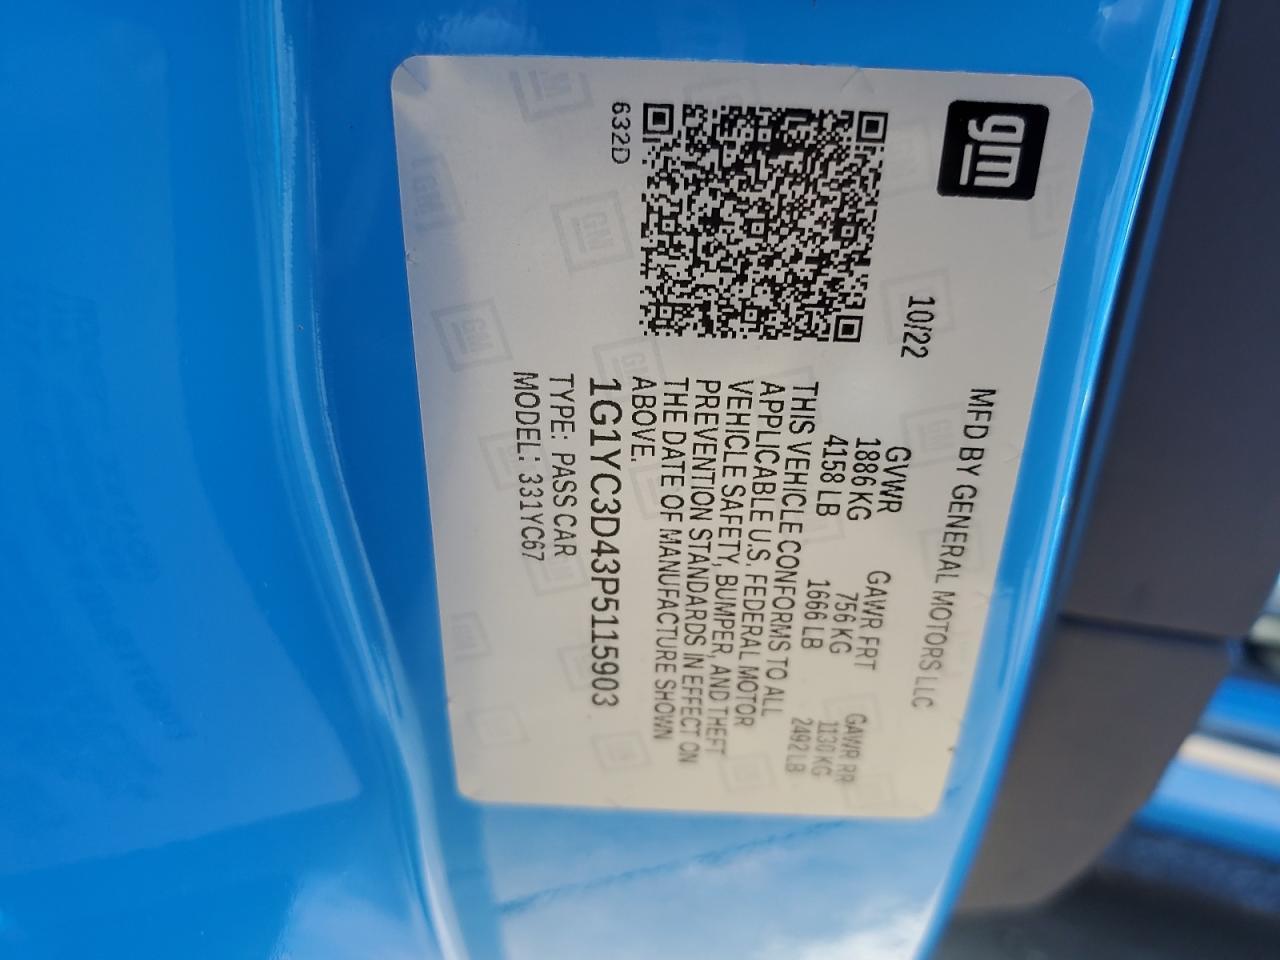 gm
MFD BY GENERAL MOTORS LLC
10/22
GVWR GAWR FRT GAWR RR
1886 KG 756 KG 1130 KG
4158 LB 1666 LB 2492 LB
THIS VEHICLE CONFORMS TO ALL
APPLICABLE U.S. FEDERAL MOTOR
VEHICLE SAFETY, BUMPER, AND THEFT
PREVENTION STANDARDS IN EFFECT ON
THE DATE OF MANUFACTURE SHOWN
ABOVE.
632D
1G1YC3D43P5115903
TYPE: PASS CAR
MODEL: 331YC67